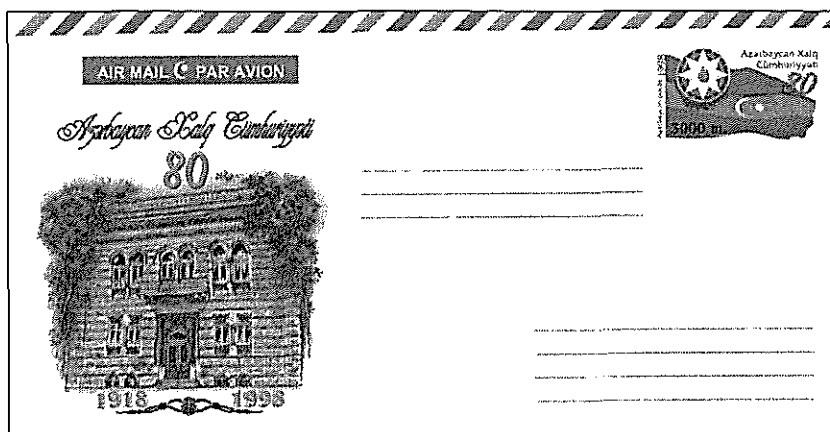 AIR MAIL PAR AVION
Azərbaycan Xalq Cümhuriyyəti
80
1918 1998
Azərbaycan Xalq
Cümhuriyyəti
80
3000 m.